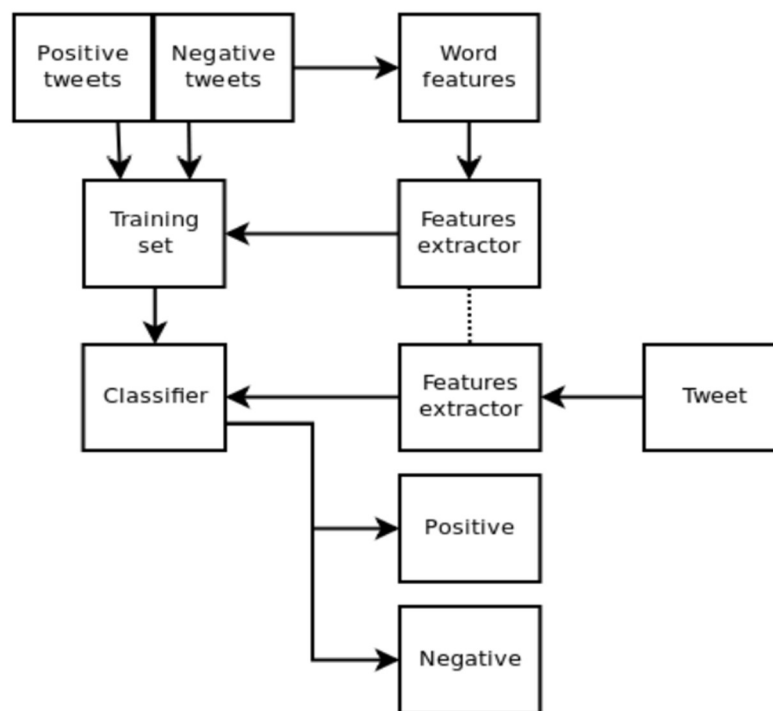 Positive
tweets
Negative
tweets
Word
features
Training
set
Features
extractor
Classifier
Features
extractor
Tweet
Positive
Negative